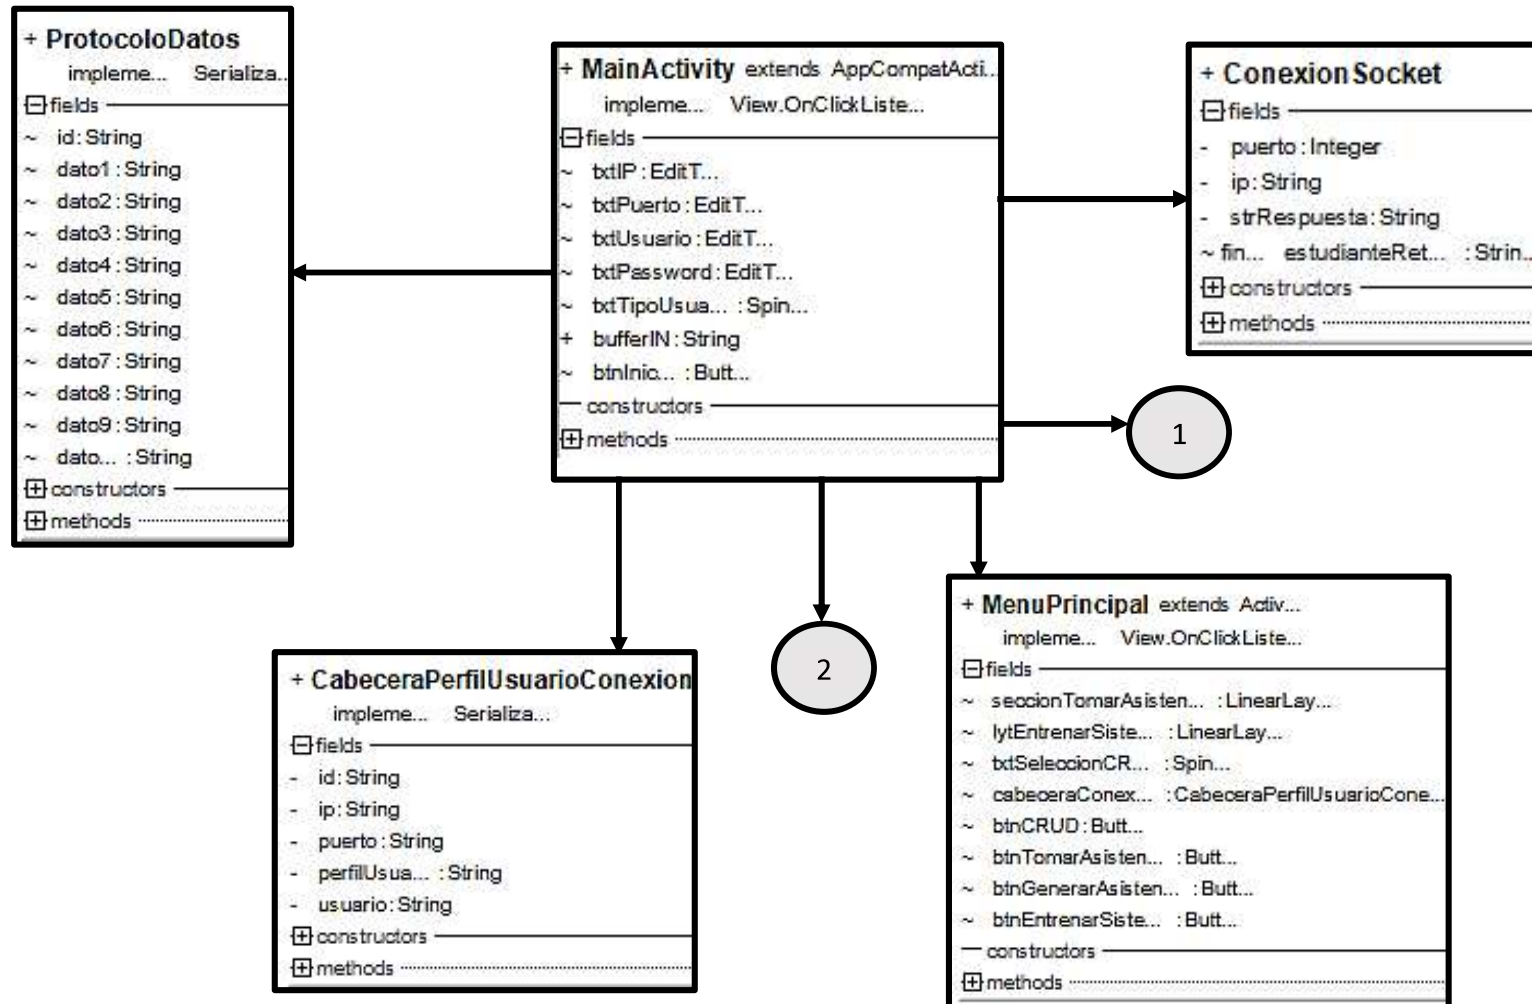 + ProtocoloDatos
impleme... Serializa..
fields
~ id: String
~ dato1: String
~ dato2: String
~ dato3: String
~ dato4: String
~ dato5: String
~ dato6: String
~ dato7: String
~ dato8: String
~ dato9: String
~ dato... : String
constructors
methods
+ MainActivity extends AppCompatActi...
impleme... View.OnClickListe...
fields
~ txtIP: EditT...
~ txtPuerto: EditT...
~ txtUsuario: EditT...
~ txtPassword: EditT...
~ txtTipoUsua... : Spin...
+ bufferIN: String
~ btnInic... : Butt...
constructors
methods
+ ConexionSocket
fields
- puerto: Integer
- ip: String
- strRespuesta: String
~ fin... estudianteRet... : Strin...
constructors
methods
1
2
+ CabeceraPerfilUsuarioConexion
impleme... Serializa...
fields
- id: String
- ip: String
- puerto: String
- perfilUsua... : String
- usuario: String
constructors
methods
+ MenuPrincipal extends Activ...
impleme... View.OnClickListe...
fields
~ seccionTomarAsisten... : LinearLay...
~ lytEntrenarSiste... : LinearLay...
~ txtSeleccionCR... : Spin...
~ cabeceraConex... : CabeceraPerfilUsuarioCone...
~ btnCRUD: Butt...
~ btnTomarAsisten... : Butt...
~ btnGenerarAsisten... : Butt...
~ btnEntrenarSiste... : Butt...
constructors
methods